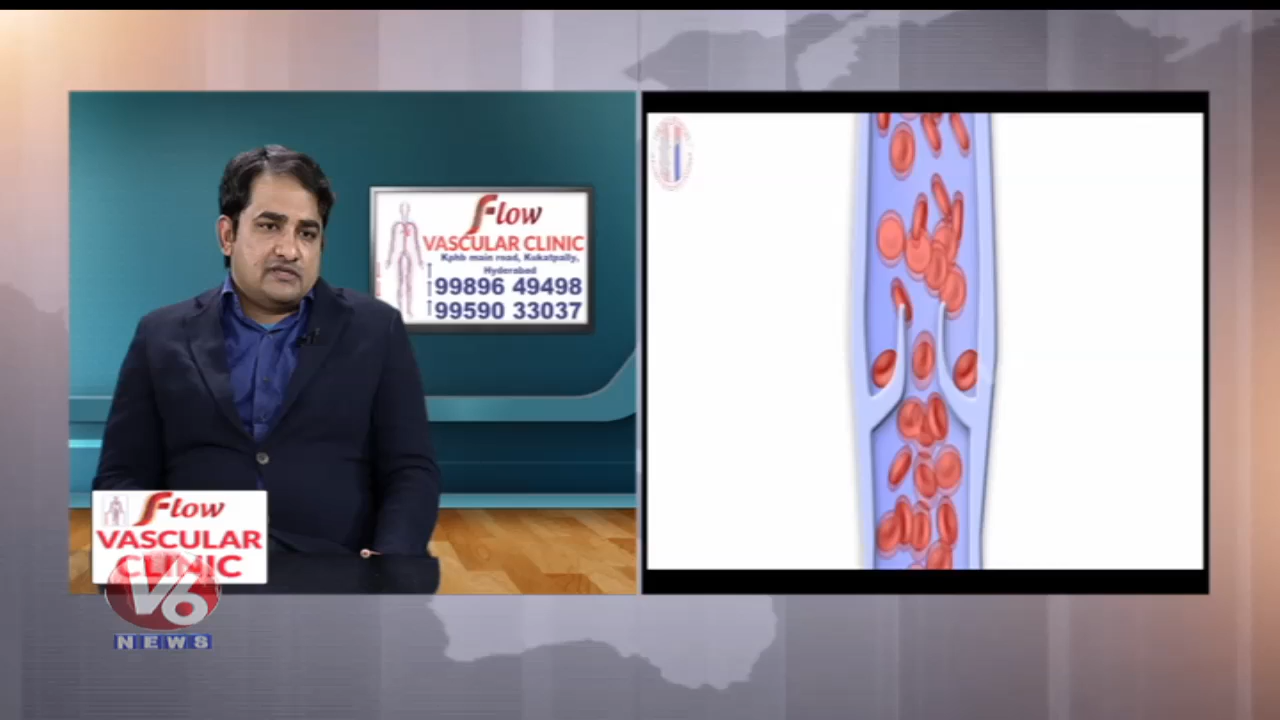 Flow
VASCULAR CLINIC
Kphb main road, Kukatpally,
Hyderabad
99896 49498
99590 33037
Flow
VASCULAR
CLINIC
V6
NEWS